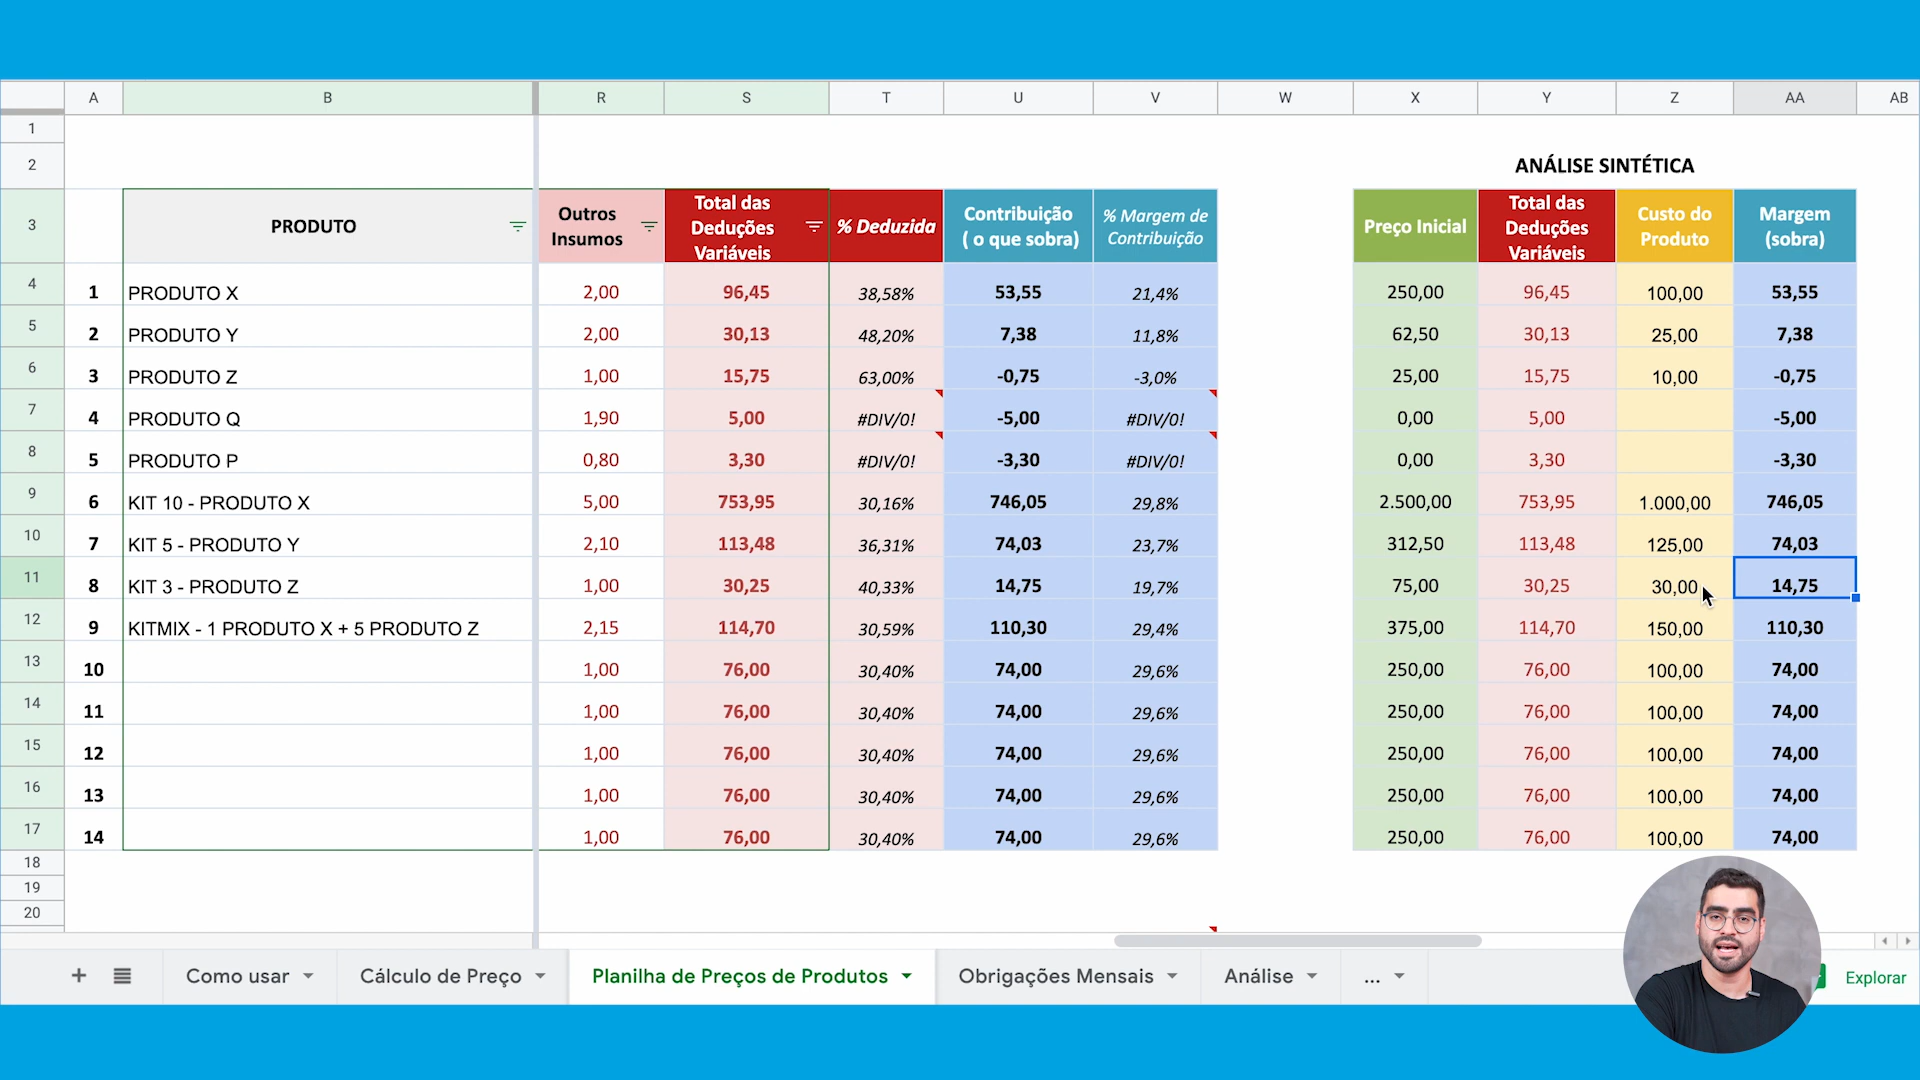 A B R S T U V W X Y Z AA AB
1
2 ANÁLISE SINTÉTICA
3 PRODUTO Outros Insumos Total das Deduções Variáveis % Deduzida Contribuição ( o que sobra) % Margem de Contribuição Preço Inicial Total das Deduções Variáveis Custo do Produto Margem (sobra)
4 1 PRODUTO X 2,00 96,45 38,58% 53,55 21,4% 250,00 96,45 100,00 53,55
5 2 PRODUTO Y 2,00 30,13 48,20% 7,38 11,8% 62,50 30,13 25,00 7,38
6 3 PRODUTO Z 1,00 15,75 63,00% -0,75 -3,0% 25,00 15,75 10,00 -0,75
7 4 PRODUTO Q 1,90 5,00 #DIV/0! -5,00 #DIV/0! 0,00 5,00 -5,00
8 5 PRODUTO P 0,80 3,30 #DIV/0! -3,30 #DIV/0! 0,00 3,30 -3,30
9 6 KIT 10 - PRODUTO X 5,00 753,95 30,16% 746,05 29,8% 2.500,00 753,95 1.000,00 746,05
10 7 KIT 5 - PRODUTO Y 2,10 113,48 36,31% 74,03 23,7% 312,50 113,48 125,00 74,03
11 8 KIT 3 - PRODUTO Z 1,00 30,25 40,33% 14,75 19,7% 75,00 30,25 30,00 14,75
12 9 KITMIX - 1 PRODUTO X + 5 PRODUTO Z 2,15 114,70 30,59% 110,30 29,4% 375,00 114,70 150,00 110,30
13 10 1,00 76,00 30,40% 74,00 29,6% 250,00 76,00 100,00 74,00
14 11 1,00 76,00 30,40% 74,00 29,6% 250,00 76,00 100,00 74,00
15 12 1,00 76,00 30,40% 74,00 29,6% 250,00 76,00 100,00 74,00
16 13 1,00 76,00 30,40% 74,00 29,6% 250,00 76,00 100,00 74,00
17 14 1,00 76,00 30,40% 74,00 29,6% 250,00 76,00 100,00 74,00
18
19
20
+ Como usar Cálculo de Preço Planilha de Preços de Produtos Obrigações Mensais Análise ... Explorar